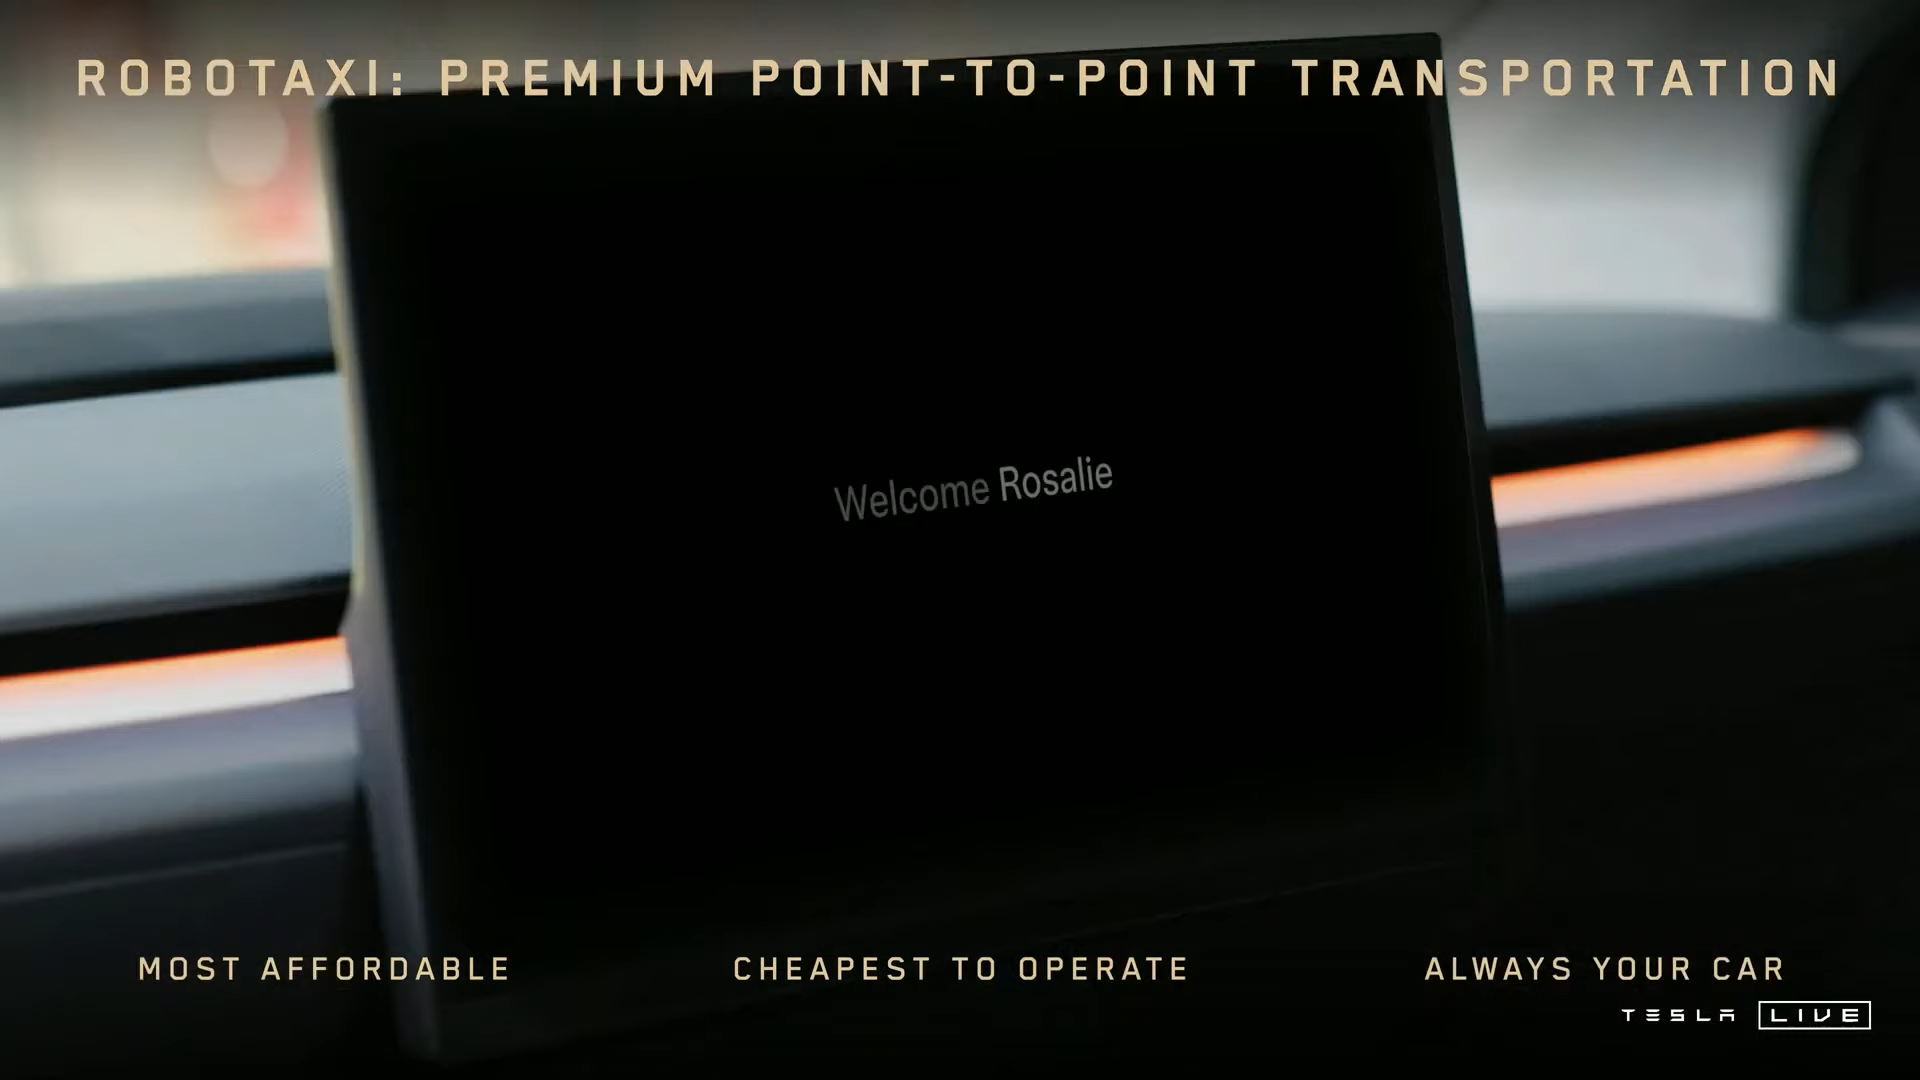 ROBOTAXI: PREMIUM POINT-TO-POINT TRANSPORTATION
Welcome Rosalie
MOST AFFORDABLE
CHEAPEST TO OPERATE
ALWAYS YOUR CAR
TESLA LIVE